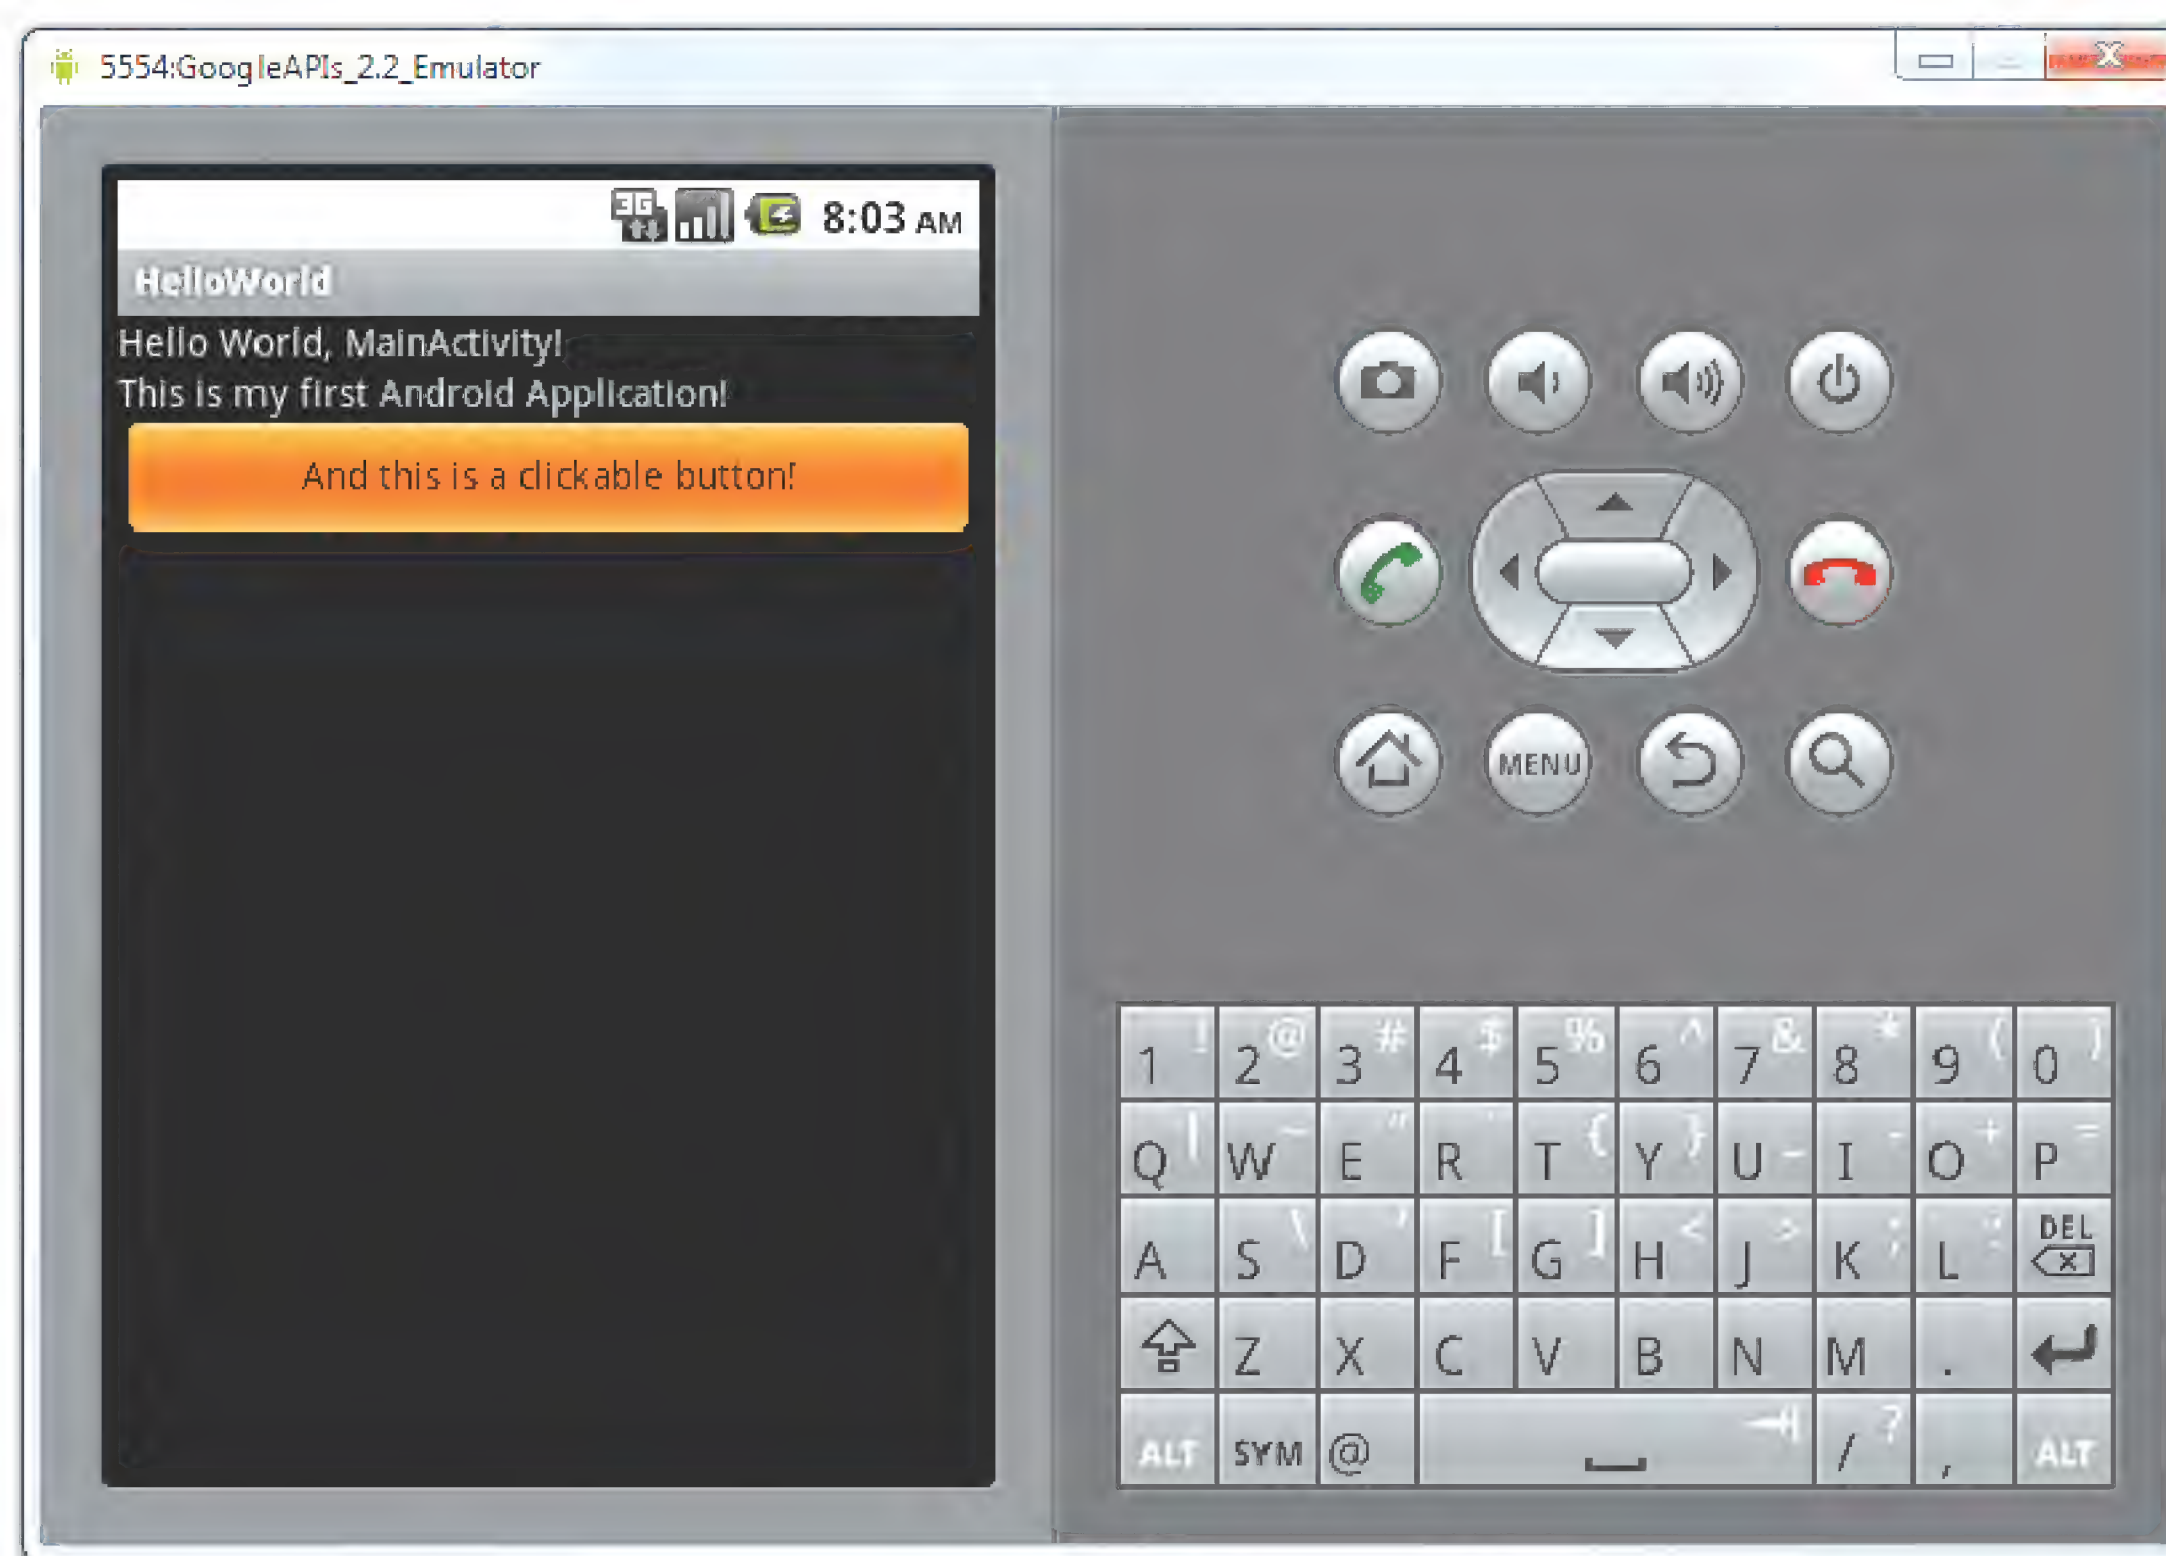 5554:GoogleAPIs_2.2_Emulator
3G 8:03 AM
HelloWorld
Hello World, MainActivity!
This is my first Android Application!
And this is a clickable button!
MENU
1 ! 2 @ 3 # 4 $ 5 % 6 ^ 7 & 8 * 9 ( 0 )
Q | W ~ E " R ` T { Y } U _ I - O + P =
A S \ D ' F [ G ] H < J > K ; L : DEL
Z X C V B N M .
ALT SYM @ / ? , ALT